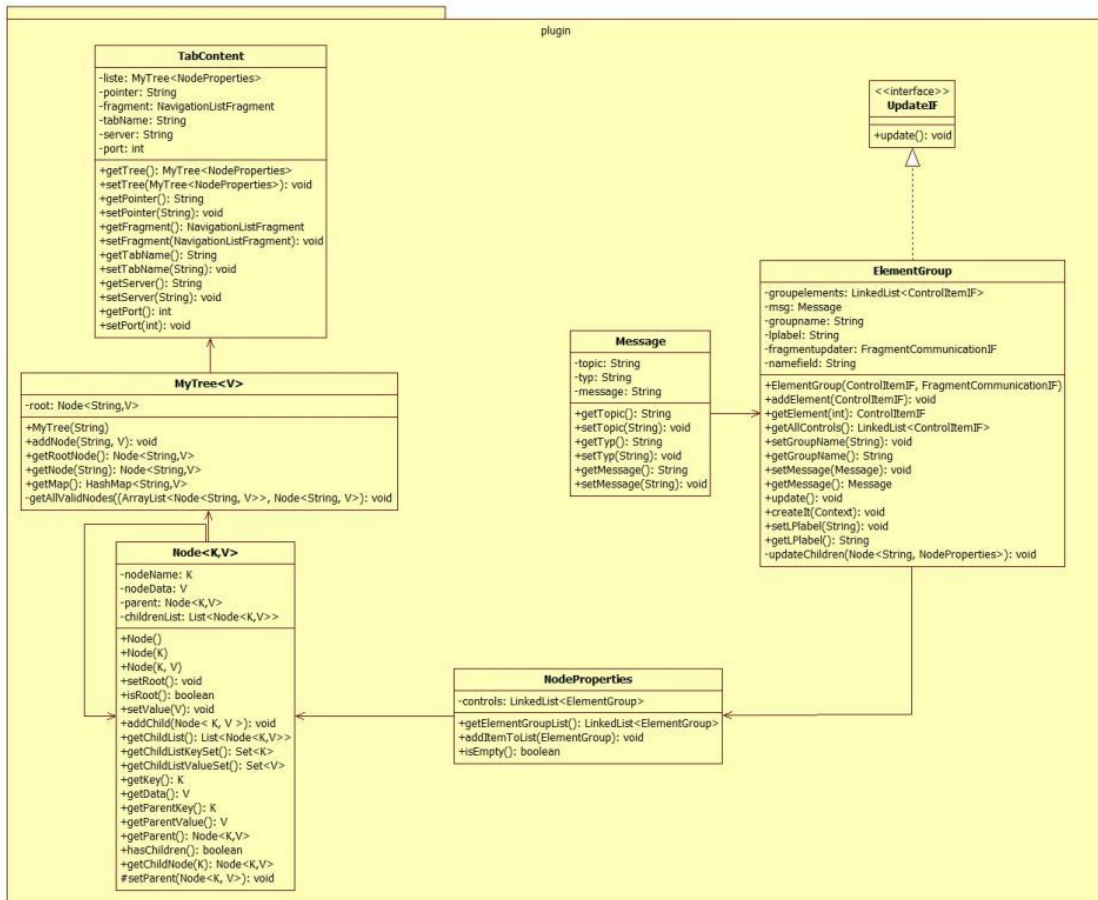 plugin
TabContent
-liste: MyTree<NodeProperties>
-pointer: String
-fragment: NavigationListFragment
-tabName: String
-server: String
-port: int
+getTree(): MyTree<NodeProperties>
+setTree(MyTree<NodeProperties>): void
+getPointer(): String
+setPointer(String): void
+getFragment(): NavigationListFragment
+setFragment(NavigationListFragment): void
+getTabName(): String
+setTabName(String): void
+getServer(): String
+setServer(String): void
+getPort(): int
+setPort(int): void
<<interface>>
UpdateIF
+update(): void
ElementGroup
-groupelements: LinkedList<ControlItemIF>
-msg: Message
-groupname: String
-lplabel: String
-fragmentupdater: FragmentCommunicationIF
-namefield: String
+ElementGroup(ControlItemIF, FragmentCommunicationIF)
+addElement(ControlItemIF): void
+getElement(int): ControlItemIF
+getAllControls(): LinkedList<ControlItemIF>
+setGroupName(String): void
+getGroupName(): String
+setMessage(Message): void
+getMessage(): Message
+update(): void
+createIt(Context): void
+setLPlabel(String): void
+getLPlabel(): String
-updateChildren(Node<String, NodeProperties>): void
Message
-topic: String
-typ: String
-message: String
+getTopic(): String
+setTopic(String): void
+getTyp(): String
+setTyp(String): void
+getMessage(): String
+setMessage(String): void
MyTree<V>
-root: Node<String,V>
+MyTree(String)
+addNode(String, V): void
+getRootNode(): Node<String,V>
+getNode(String): Node<String,V>
+getMap(): HashMap<String,V>
-getAllValidNodes((ArrayList<Node<String, V>>, Node<String, V>): void
Node<K,V>
-nodeName: K
-nodeData: V
-parent: Node<K,V>
-childrenList: List<Node<K,V>>
+Node()
+Node(K)
+Node(K, V)
+setRoot(): void
+isRoot(): boolean
+setValue(V): void
+addChild(Node< K, V >): void
+getChildList(): List<Node<K,V>>
+getChildListKeySet(): Set<K>
+getChildListValueSet(): Set<V>
+getKey(): K
+getData(): V
+getParentKey(): K
+getParentValue(): V
+getParent(): Node<K,V>
+hasChildren(): boolean
+getChildNode(K): Node<K,V>
#setParent(Node<K, V>): void
NodeProperties
-controls: LinkedList<ElementGroup>
+getElementGroupList(): LinkedList<ElementGroup>
+addItemToList(ElementGroup): void
+isEmpty(): boolean